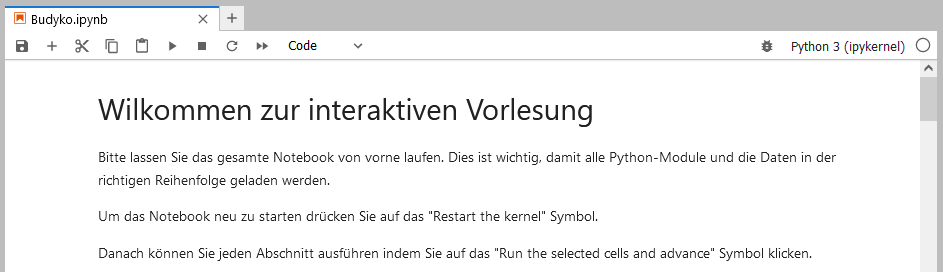 Budyko.ipynb
Code
Python 3 (ipykernel)
Wilkommen zur interaktiven Vorlesung
Bitte lassen Sie das gesamte Notebook von vorne laufen. Dies ist wichtig, damit alle Python-Module und die Daten in der
richtigen Reihenfolge geladen werden.
Um das Notebook neu zu starten drücken Sie auf das "Restart the kernel" Symbol.
Danach können Sie jeden Abschnitt ausführen indem Sie auf das "Run the selected cells and advance" Symbol klicken.